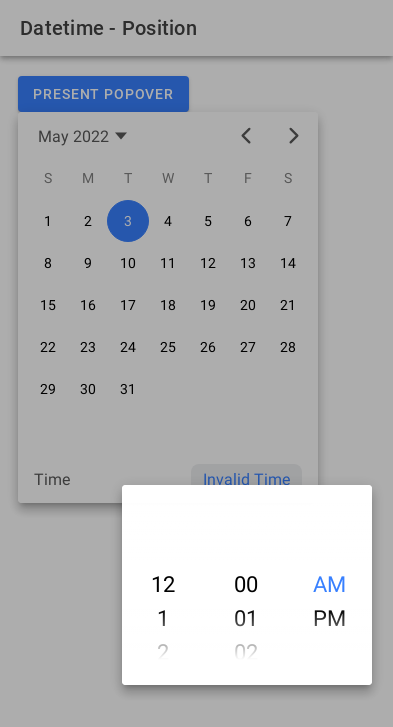 Datetime - Position
PRESENT POPOVER
May 2022
S M T W T F S
1 2 3 4 5 6 7
8 9 10 11 12 13 14
15 16 17 18 19 20 21
22 23 24 25 26 27 28
29 30 31
Time Invalid Time
12 00 AM
1 01 PM
2 02